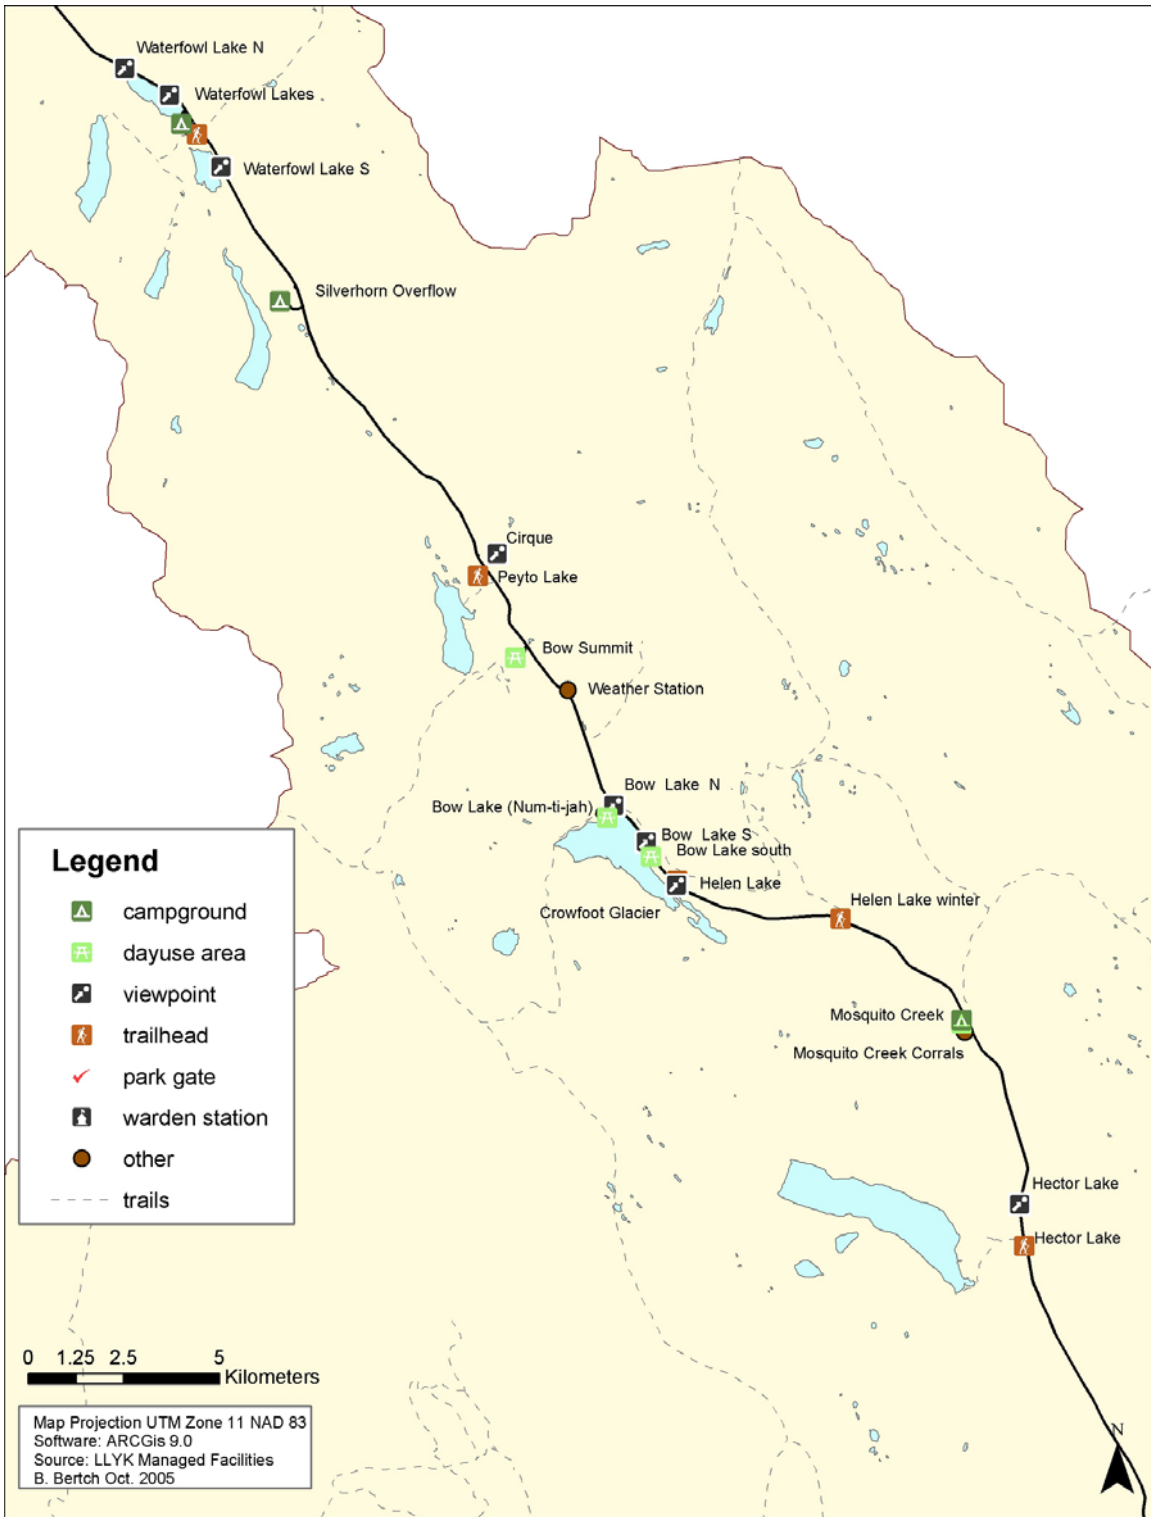 Waterfowl Lake N
Waterfowl Lakes
Waterfowl Lake S
Silverhorn Overflow
Cirque
Peyto Lake
Bow Summit
Weather Station
Bow Lake N
Bow Lake (Num-ti-jah)
Bow Lake S
Bow Lake south
Helen Lake
Helen Lake winter
Crowfoot Glacier
Mosquito Creek
Mosquito Creek Corrals
Hector Lake
Hector Lake
Legend
campground
dayuse area
viewpoint
trailhead
park gate
warden station
other
trails
0 1.25 2.5 5
Kilometers
Map Projection UTM Zone 11 NAD 83
Software: ARCGis 9.0
Source: LLYK Managed Facilities
B. Bertch Oct. 2005
N